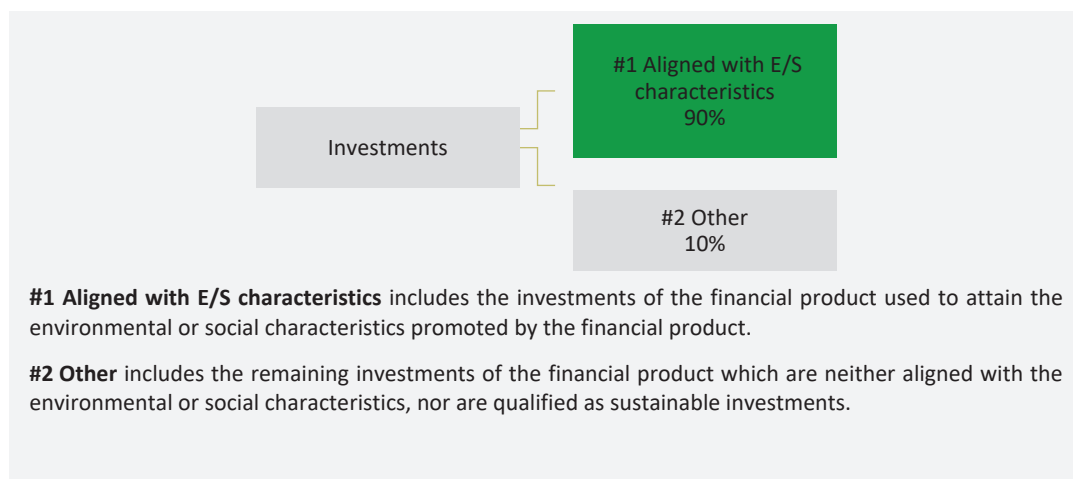 #1 Aligned with E/S
characteristics
90%
Investments
#2 Other
10%
#1 Aligned with E/S characteristics includes the investments of the financial product used to attain the
environmental or social characteristics promoted by the financial product.
#2 Other includes the remaining investments of the financial product which are neither aligned with the
environmental or social characteristics, nor are qualified as sustainable investments.